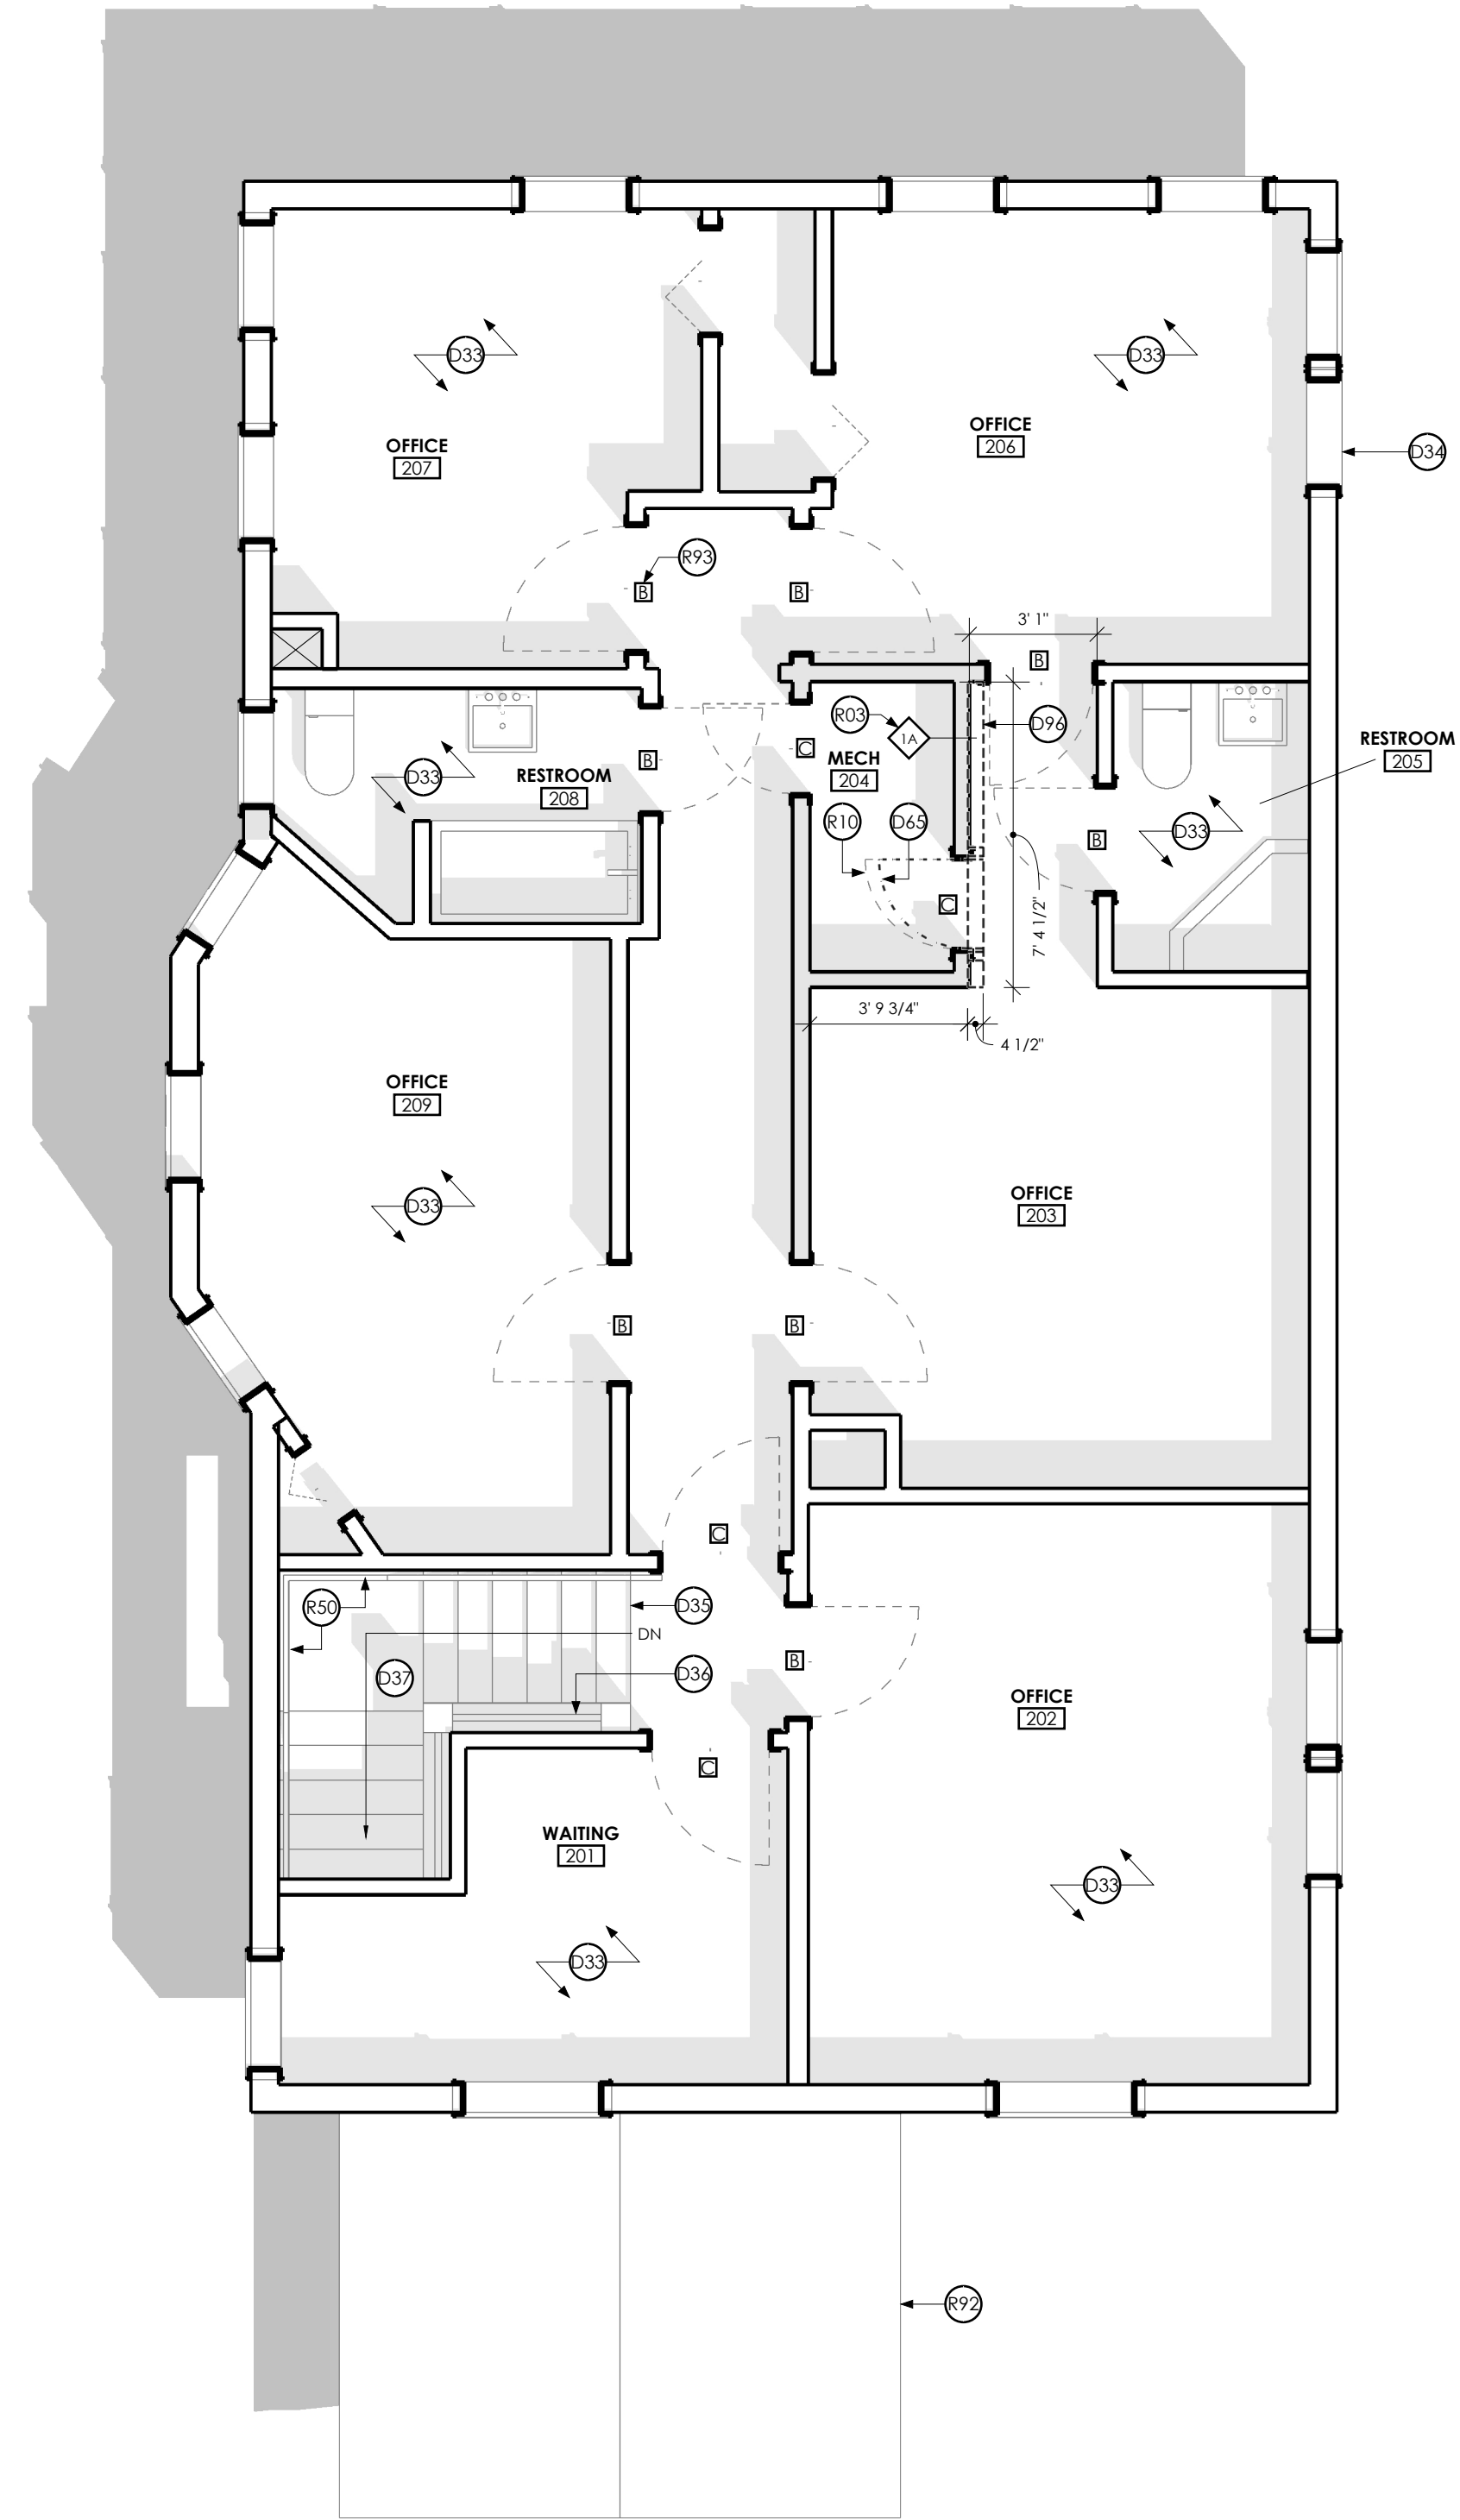 D33
D33
OFFICE
206
OFFICE
207
D34
R93
B
B
3' 1"
B
R03
D96
1A
C
B
MECH
204
RESTROOM
205
D33
RESTROOM
208
R10
D65
D33
B
C
7' 4 1/2"
3' 9 3/4"
4 1/2"
OFFICE
209
OFFICE
203
D33
B
B
C
R50
D35
DN
B
D37
D36
OFFICE
202
C
WAITING
201
D33
D33
R92